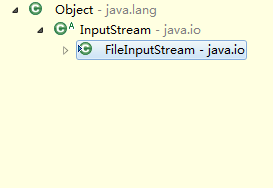 Object - java.lang
InputStream - java.io
FileInputStream - java.io